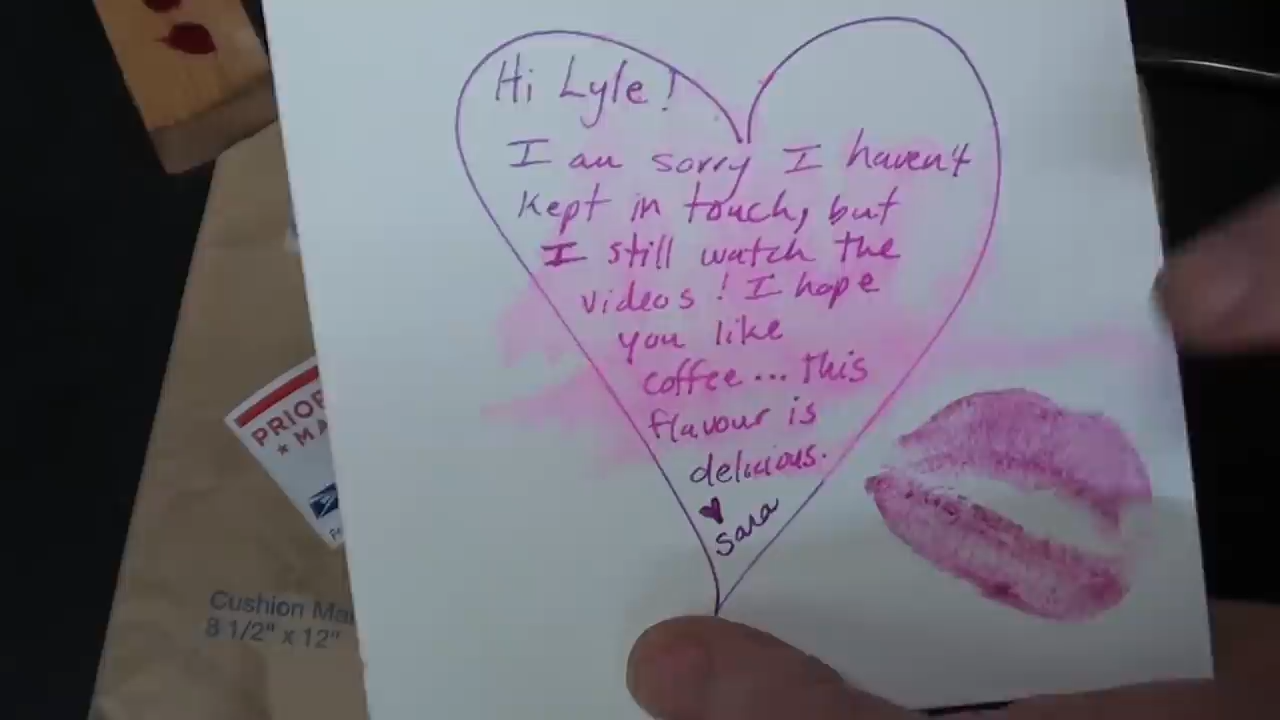 Hi Lyle!
I am sorry I haven't
kept in touch, but
I still watch the
videos! I hope
you like
coffee... this
flavour is
delicious.
♥
Sara
PRIOR
★ MA
Cushion Mai
8 1/2" x 12"